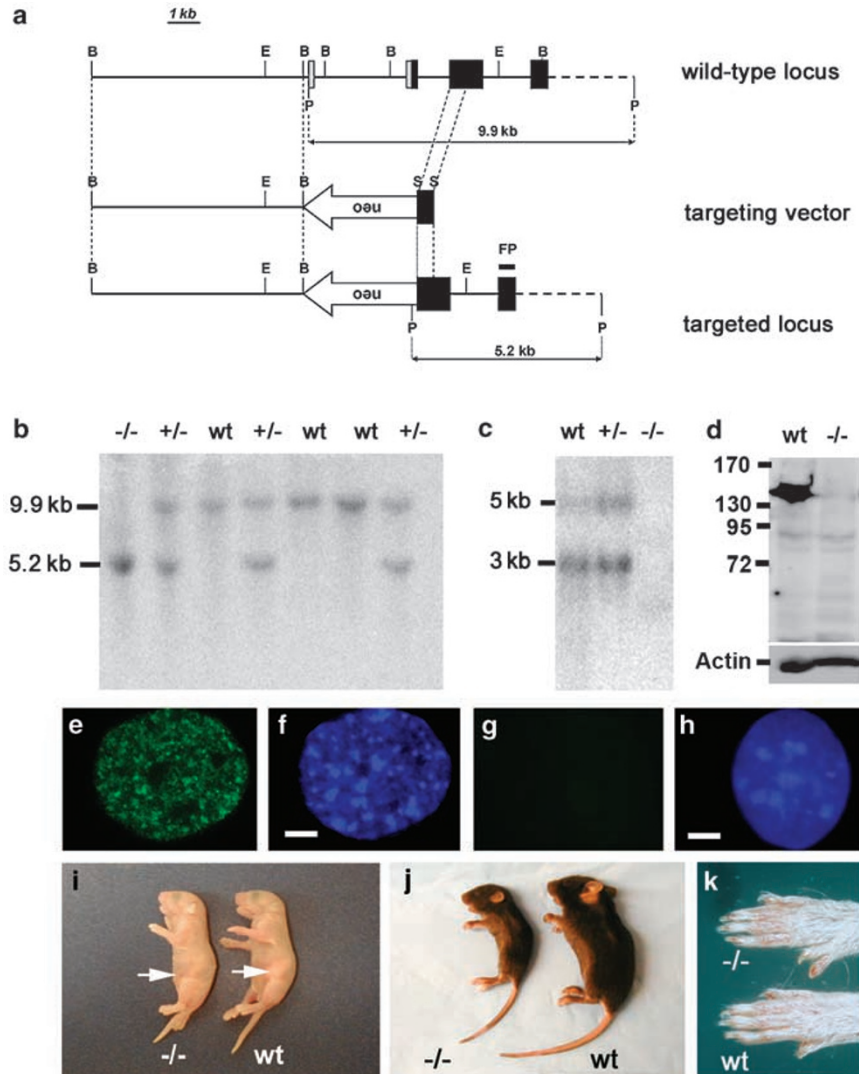 a
1 kb
B E B B B E B
wild-type locus
P P
9.9 kb
B E B S S
neo
targeting vector
FP
B E B E
neo
P P
targeted locus
5.2 kb
b -/- +/- wt +/- wt wt +/-
9.9 kb
5.2 kb
c wt +/- -/-
5 kb
3 kb
d wt -/-
170
130
95
72
Actin
e f g h
i -/- wt
j -/- wt
k -/- wt